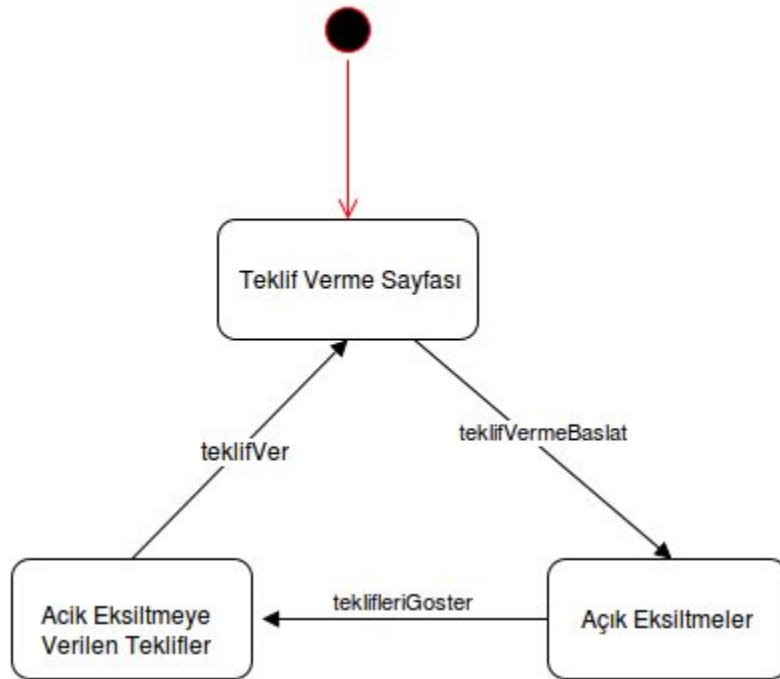 Teklif Verme Sayfası
teklifVermeBaslat
teklifVer
teklifleriGoster
Acik Eksiltmeye
Verilen Teklifler
Açık Eksiltmeler